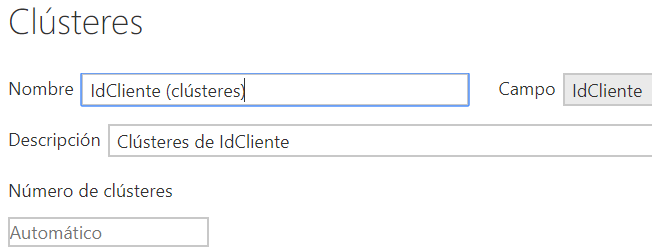 Clústeres
Nombre IdCliente (clústeres) Campo IdCliente
Descripción Clústeres de IdCliente
Número de clústeres
Automático